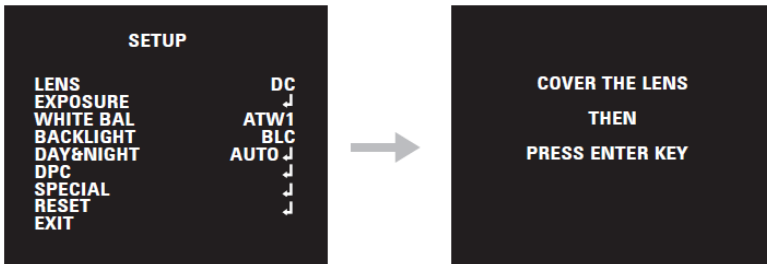 SETUP
LENS DC
EXPOSURE ↲
WHITE BAL ATW1
BACKLIGHT BLC
DAY&NIGHT AUTO↲
DPC ↲
SPECIAL ↲
RESET ↲
EXIT
COVER THE LENS
THEN
PRESS ENTER KEY